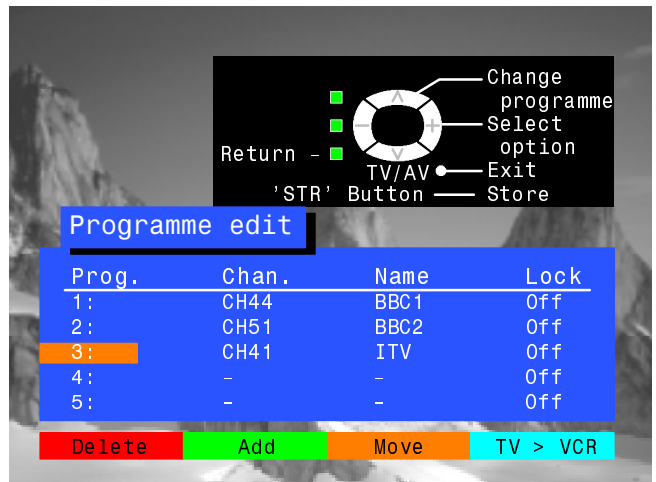 Change
programme
Select
option
Return –
TV/AV
Exit
'STR' Button
Store
Programme edit
Prog. Chan. Name Lock
1: CH44 BBC1 Off
2: CH51 BBC2 Off
3: CH41 ITV Off
4: – – Off
5: – – Off
Delete Add Move TV > VCR